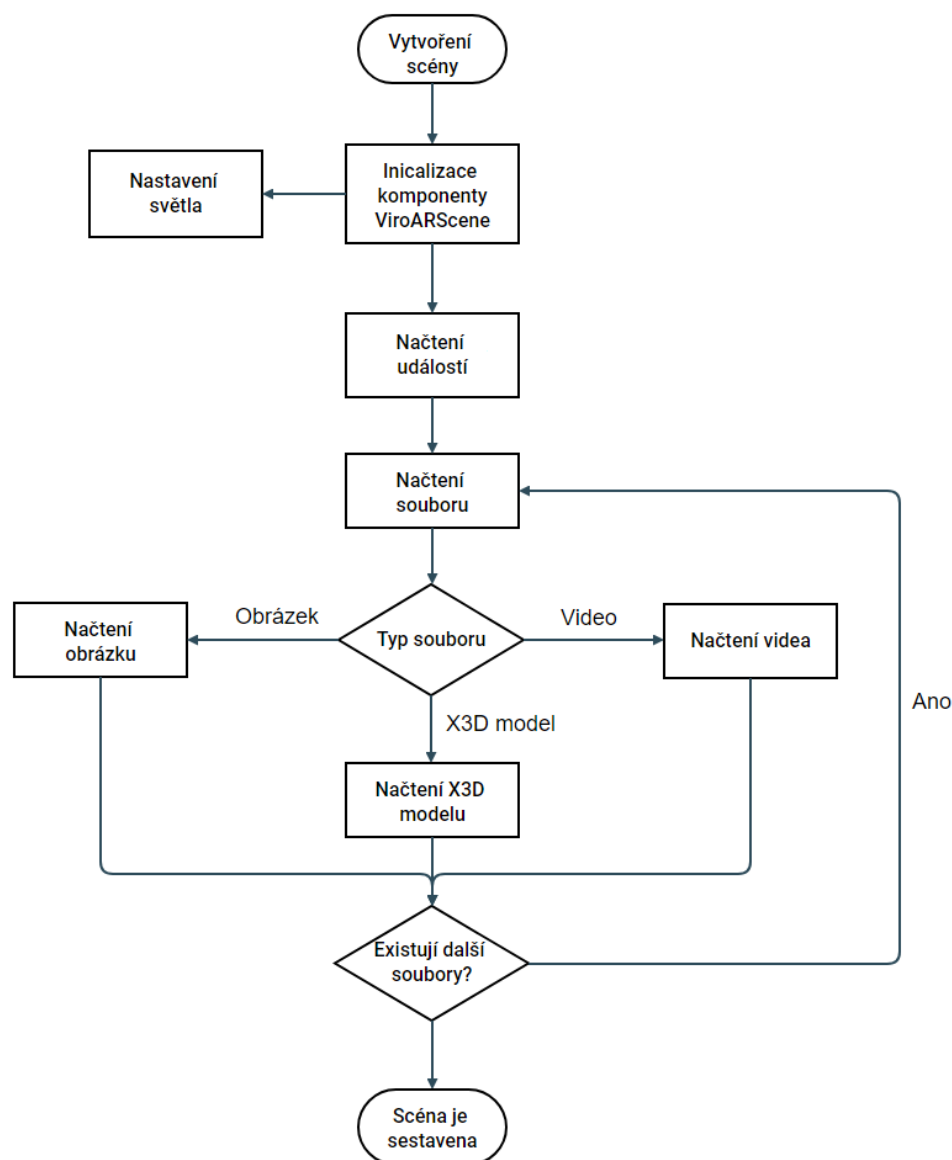 Vytvoření
scény
Inicalizace
komponenty
ViroARScene
Nastavení
světla
Načtení
událostí
Načtení
souboru
Obrázek
Typ souboru
Video
Načtení
obrázku
Načtení videa
Ano
X3D model
Načtení X3D
modelu
Existují další
soubory?
Scéna je
sestavena